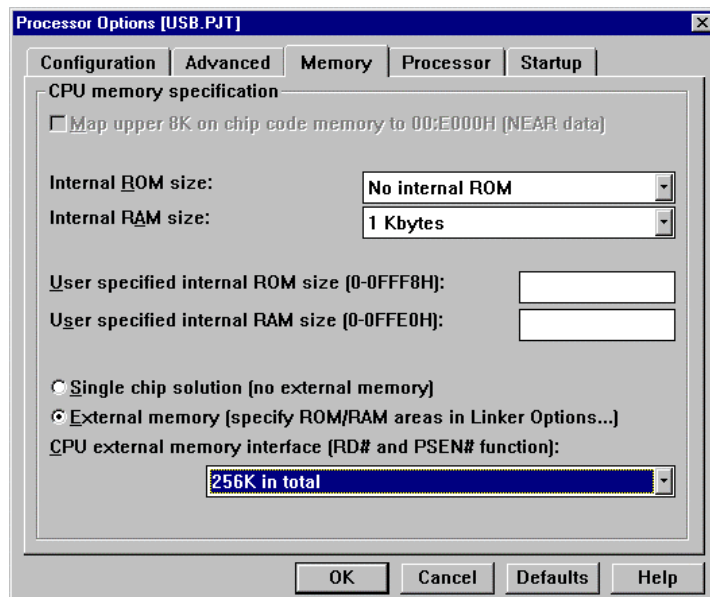 Processor Options [USB.PJT]
Configuration Advanced Memory Processor Startup
CPU memory specification
Map upper 8K on chip code memory to 00:E000H (NEAR data)
Internal ROM size: No internal ROM
Internal RAM size: 1 Kbytes
User specified internal ROM size (0-0FFF8H):
User specified internal RAM size (0-0FFE0H):
Single chip solution (no external memory)
External memory (specify ROM/RAM areas in Linker Options...)
CPU external memory interface (RD# and PSEN# function):
256K in total
OK Cancel Defaults Help